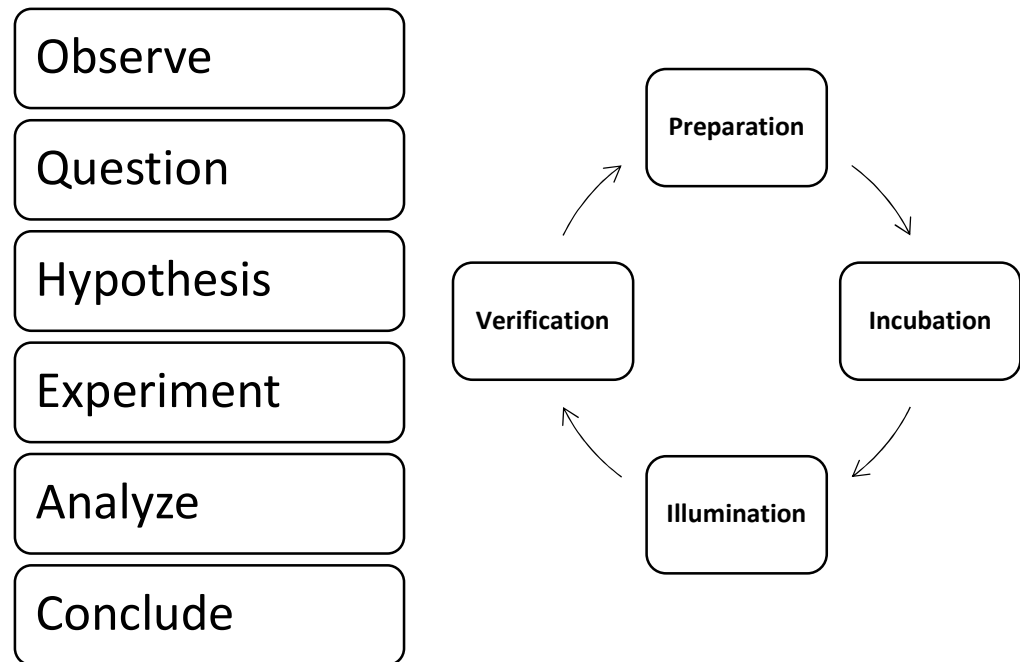 Observe
Question
Hypothesis
Experiment
Analyze
Conclude
Preparation
Incubation
Illumination
Verification